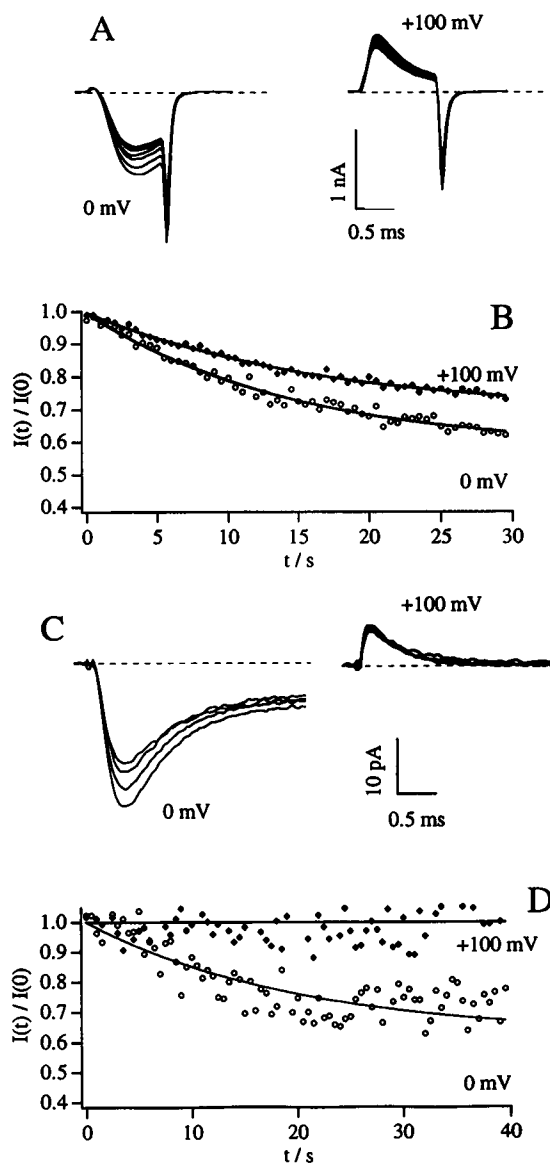 A
+100 mV
0 mV
1 nA
0.5 ms
B
I(t) / I(0)
1.0
0.9
0.8
0.7
0.6
0.5
0.4
+100 mV
0 mV
0 5 10 15 20 25 30
t / s
C
+100 mV
0 mV
10 pA
0.5 ms
D
I(t) / I(0)
1.0
0.9
0.8
0.7
0.6
0.5
0.4
+100 mV
0 mV
0 10 20 30 40
t / s